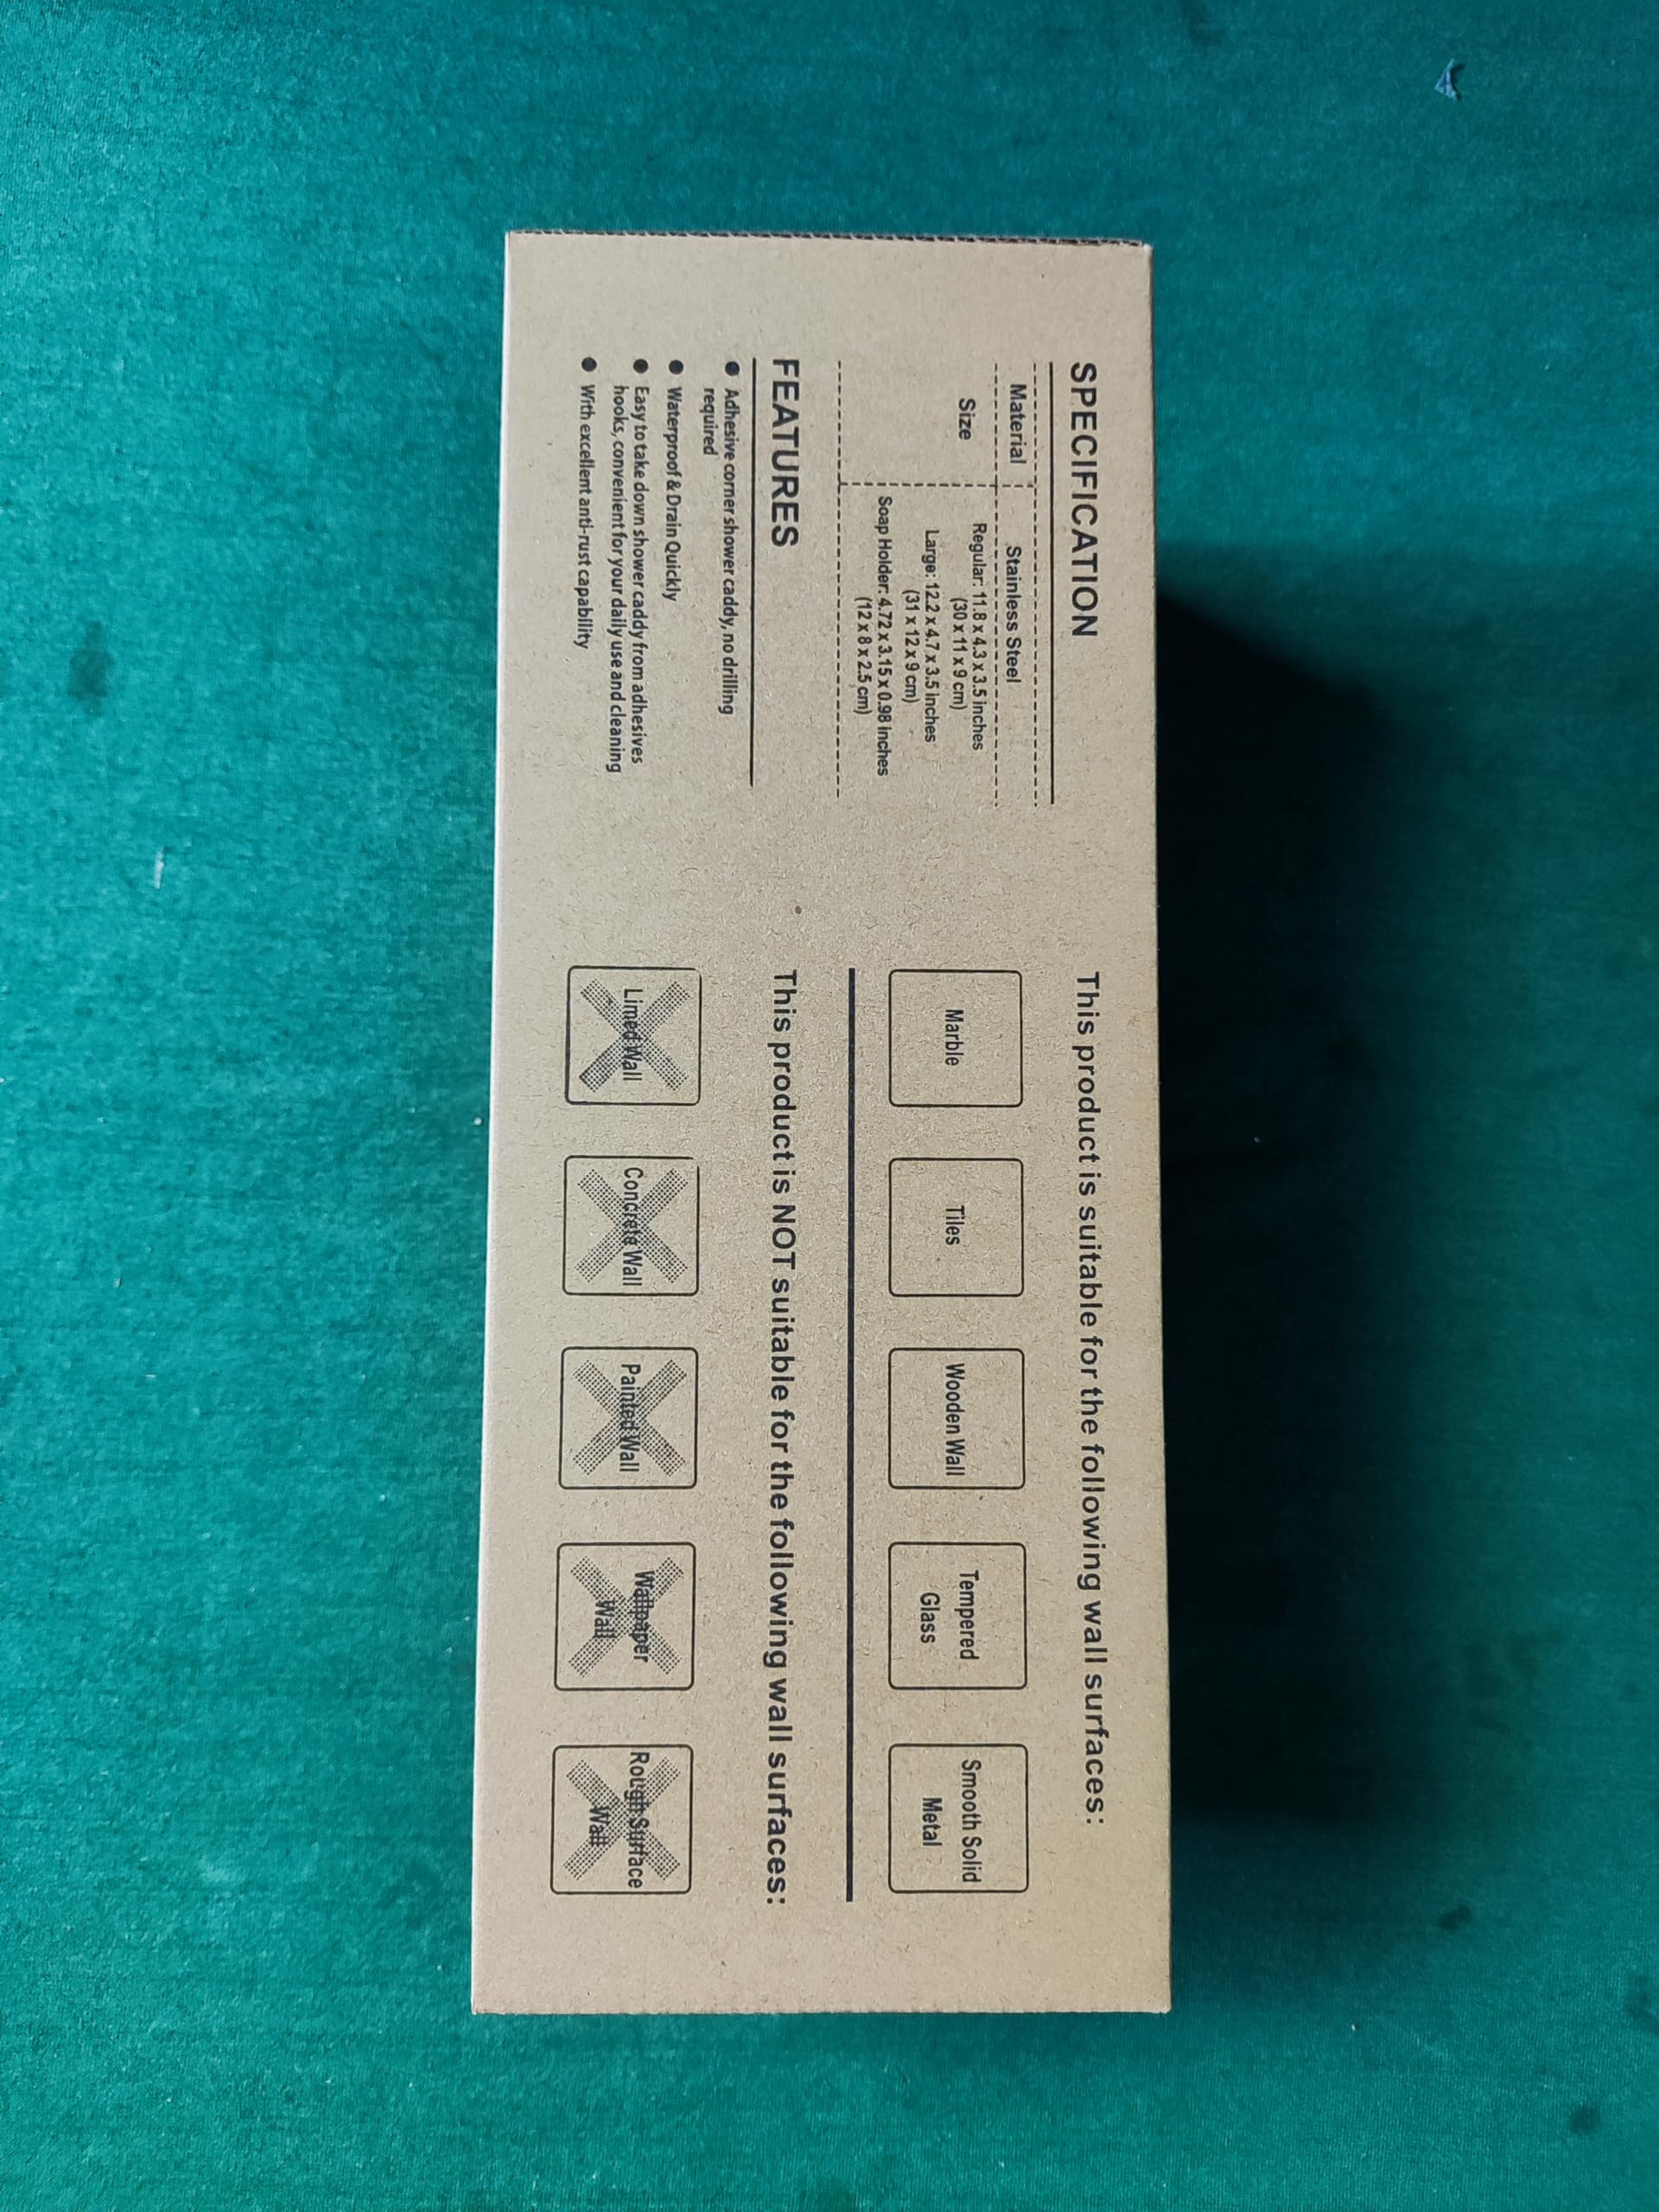 SPECIFICATION
Material Stainless Steel
Size Regular: 11.8 x 4.3 x 3.5 inches
(30 x 11 x 9 cm)
Large: 12.2 x 4.7 x 3.5 inches
(31 x 12 x 9 cm)
Soap Holder: 4.72 x 3.15 x 0.98 inches
(12 x 8 x 2.5 cm)
FEATURES
● Adhesive corner shower caddy, no drilling
required
● Waterproof & Drain Quickly
● Easy to take down shower caddy from adhesives
hooks, convenient for your daily use and cleaning
● With excellent anti-rust capability
This product is suitable for the following wall surfaces:
Marble
Tiles
Wooden Wall
Tempered
Glass
Smooth Solid
Metal
This product is NOT suitable for the following wall surfaces:
Limed Wall
Concrete Wall
Painted Wall
Wallpaper
Wall
Rough Surface
Wall